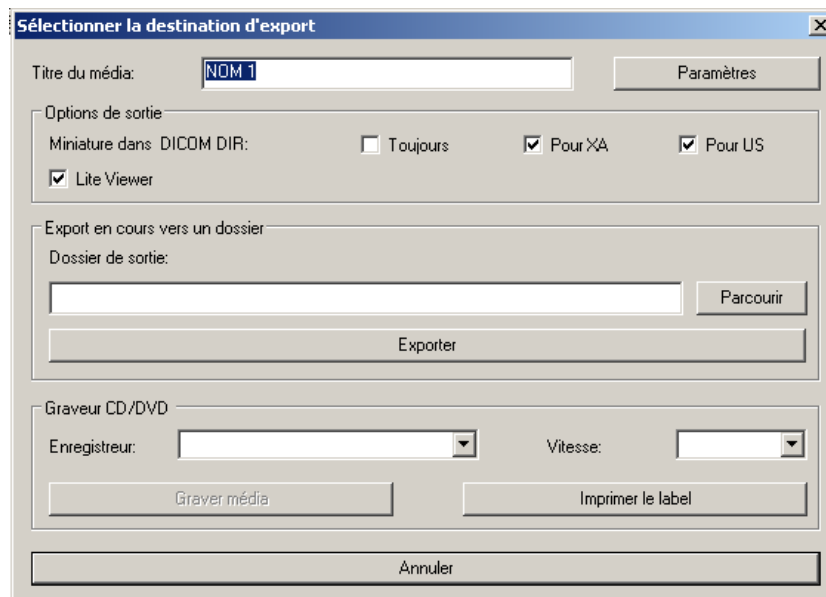 Sélectionner la destination d'export
Titre du média: NOM 1 Paramètres
Options de sortie
Miniature dans DICOM DIR: Toujours Pour XA Pour US
Lite Viewer
Export en cours vers un dossier
Dossier de sortie:
Parcourir
Exporter
Graveur CD/DVD
Enregistreur: Vitesse:
Graver média Imprimer le label
Annuler